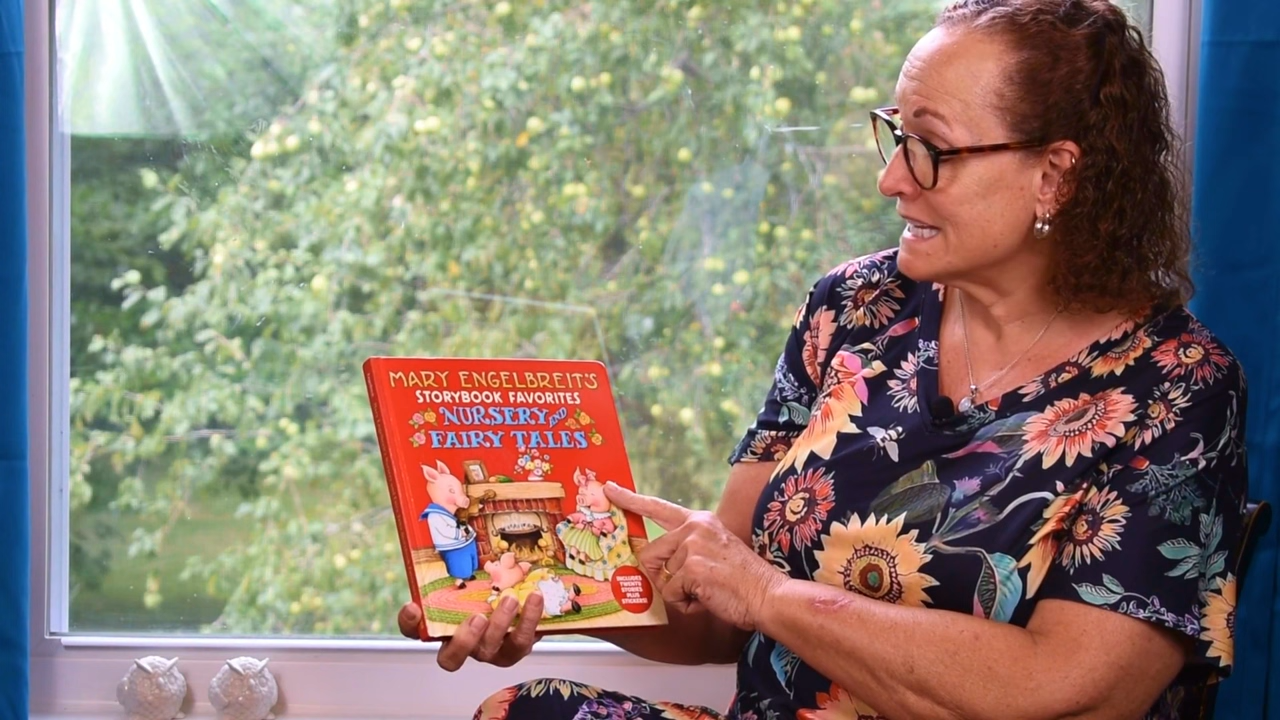 MARY ENGELBREIT'S
STORYBOOK FAVORITES
NURSERY AND
FAIRY TALES
INCLUDES
TWENTY
STORIES
PLUS
STICKERS!